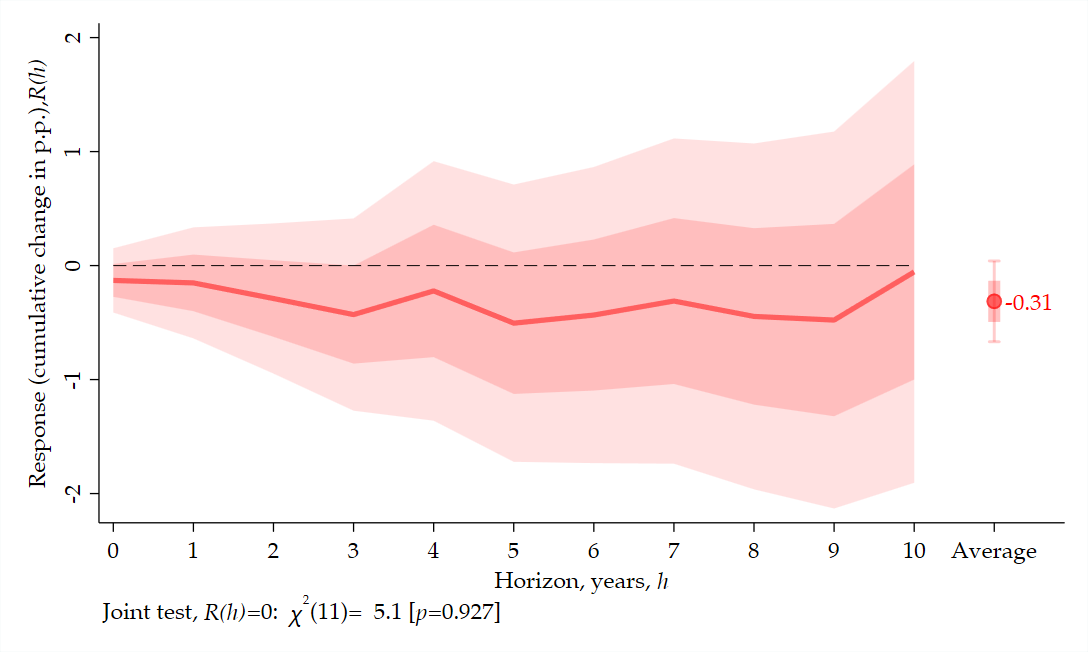 Response (cumulative change in p.p.),R(h)
2
1
0
-1
-2
-0.31
0 1 2 3 4 5 6 7 8 9 10 Average
Horizon, years, h
Joint test, R(h)=0: χ²(11)= 5.1 [p=0.927]